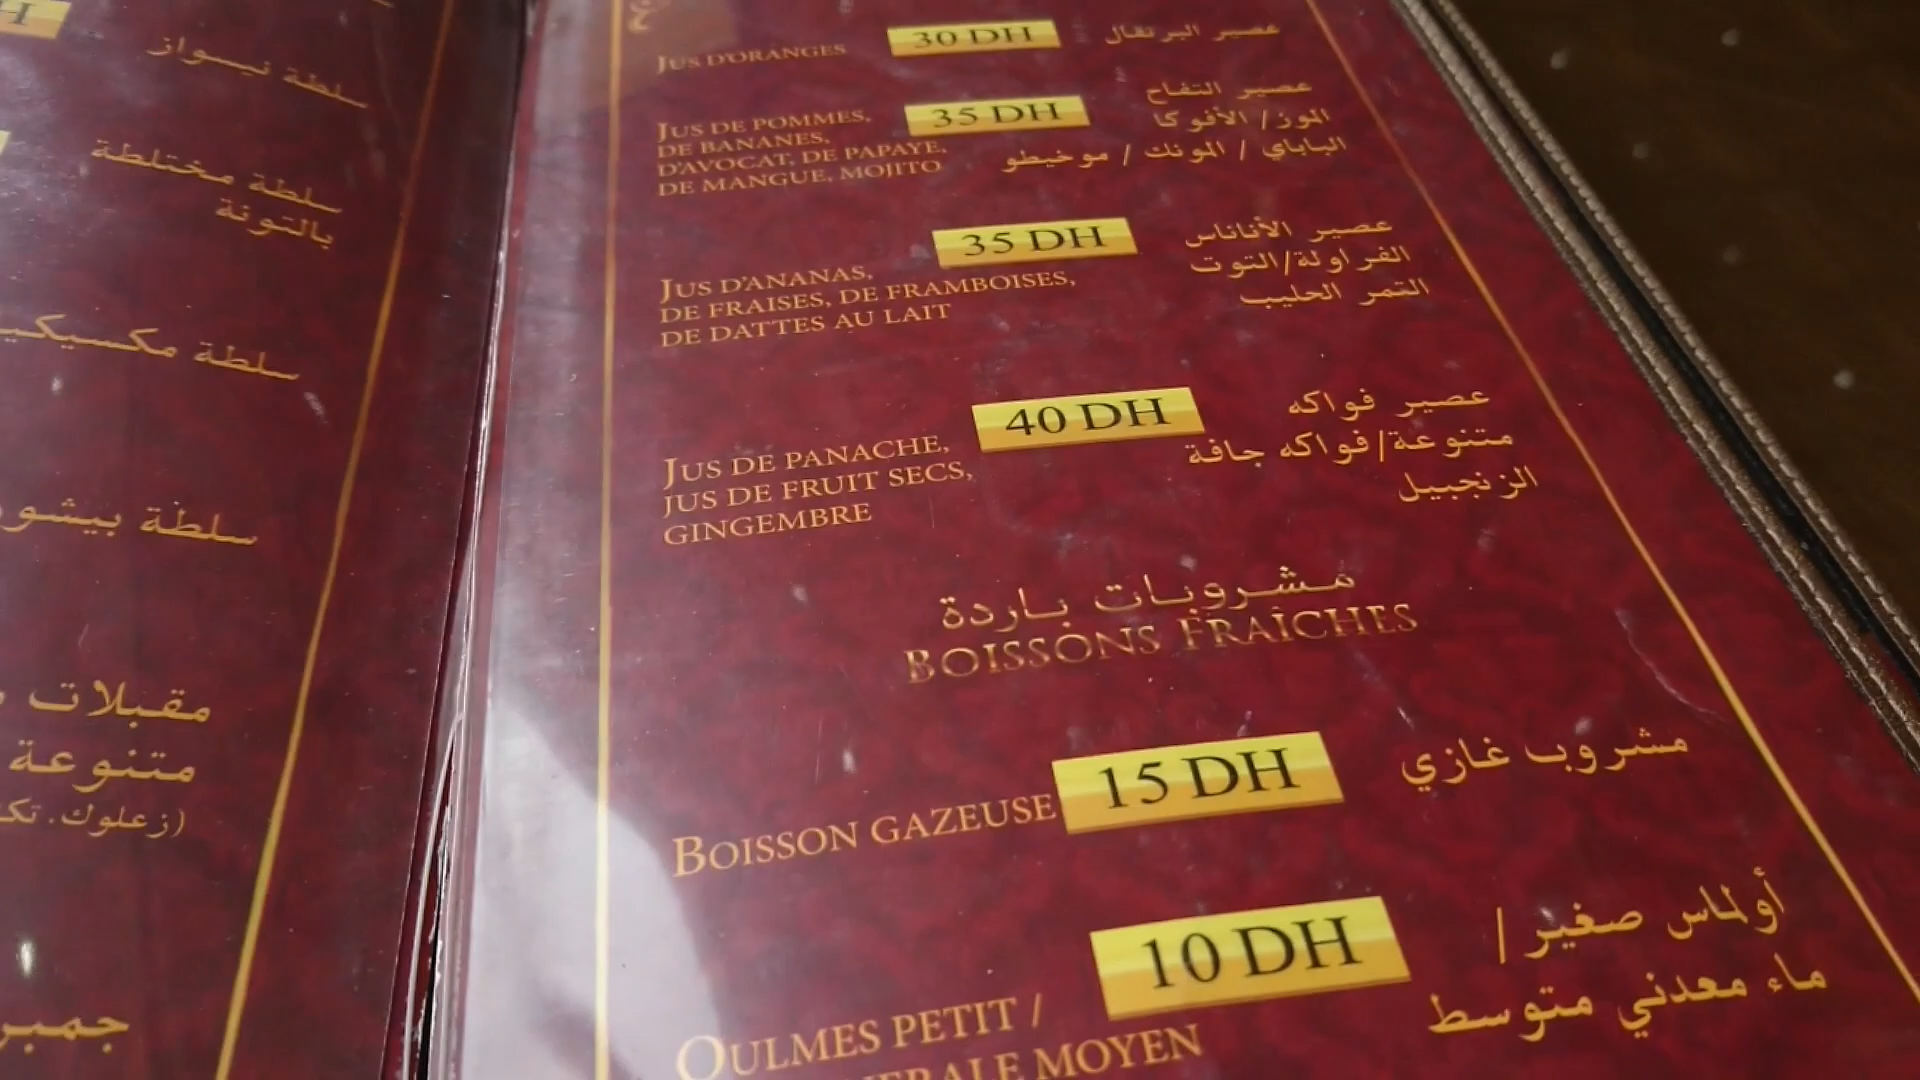 سلطة نيسواز
سلطة مختلطة
بالتونة
سلطة
مقبلات
متنوعة
(زعلوك.
JUS D'ORANGES
30 DH
عصير البرتقال
JUS DE POMMES,
DE BANANES,
D'AVOCAT, DE PAPAYE,
DE MANGUE, MOJITO
35 DH
عصير التفاح
الموز/ الأفوكا
الباباي / المونك / موخيطو
JUS D'ANANAS,
DE FRAISES, DE FRAMBOISES,
DE DATTES AU LAIT
35 DH
عصير الأناناس
الفراولة/التوت
التمر الحليب
JUS DE PANACHE,
JUS DE FRUIT SECS,
GINGEMBRE
40 DH
عصير فواكه
متنوعة/فواكه جافة
الزنجبيل
مشروبات باردة
BOISSONS FRAÎCHES
BOISSON GAZEUSE
15 DH
مشروب غازي
OULMES PETIT /
MOYEN
10 DH
أولماس صغير /
ماء معدني متوسط